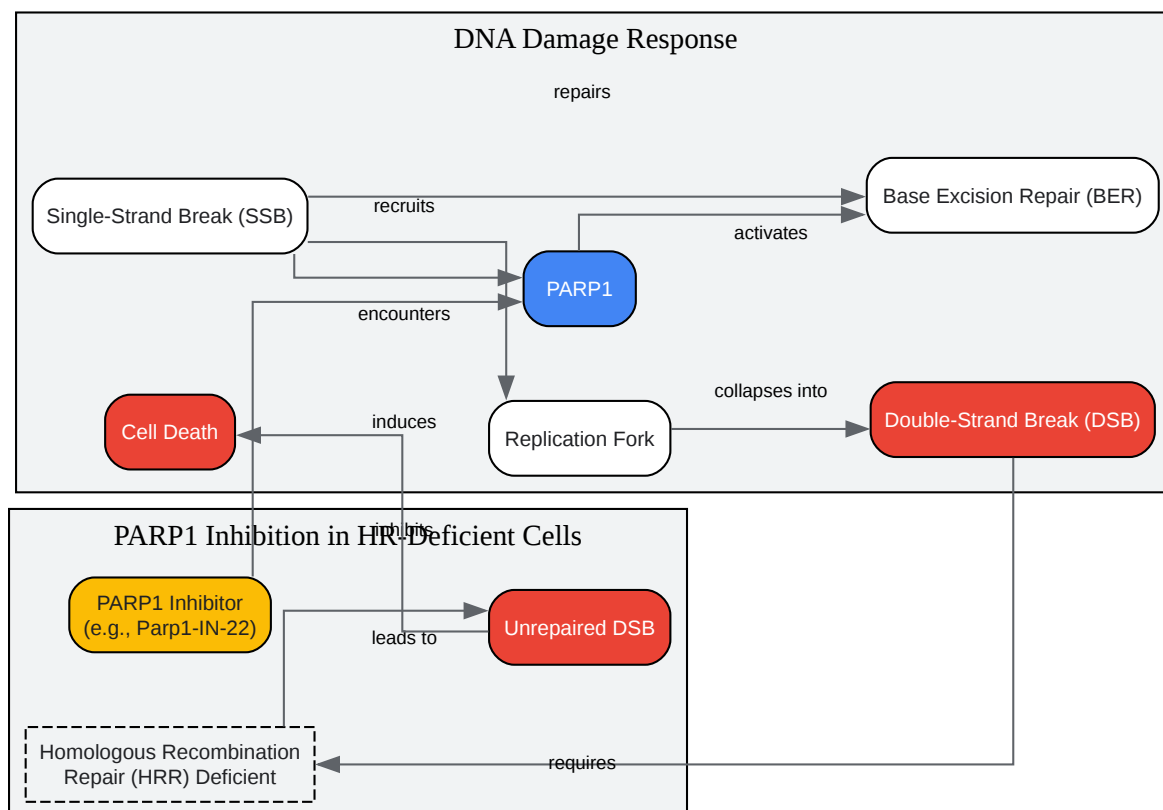 DNA Damage Response
repairs
Single-Strand Break (SSB)
recruits
Base Excision Repair (BER)
activates
PARP1
encounters
Cell Death
induces
Replication Fork
collapses into
Double-Strand Break (DSB)
inhibits
PARP1 Inhibition in HR-Deficient Cells
PARP1 Inhibitor
(e.g., Parp1-IN-22)
leads to
Unrepaired DSB
Homologous Recombination
Repair (HRR) Deficient
requires